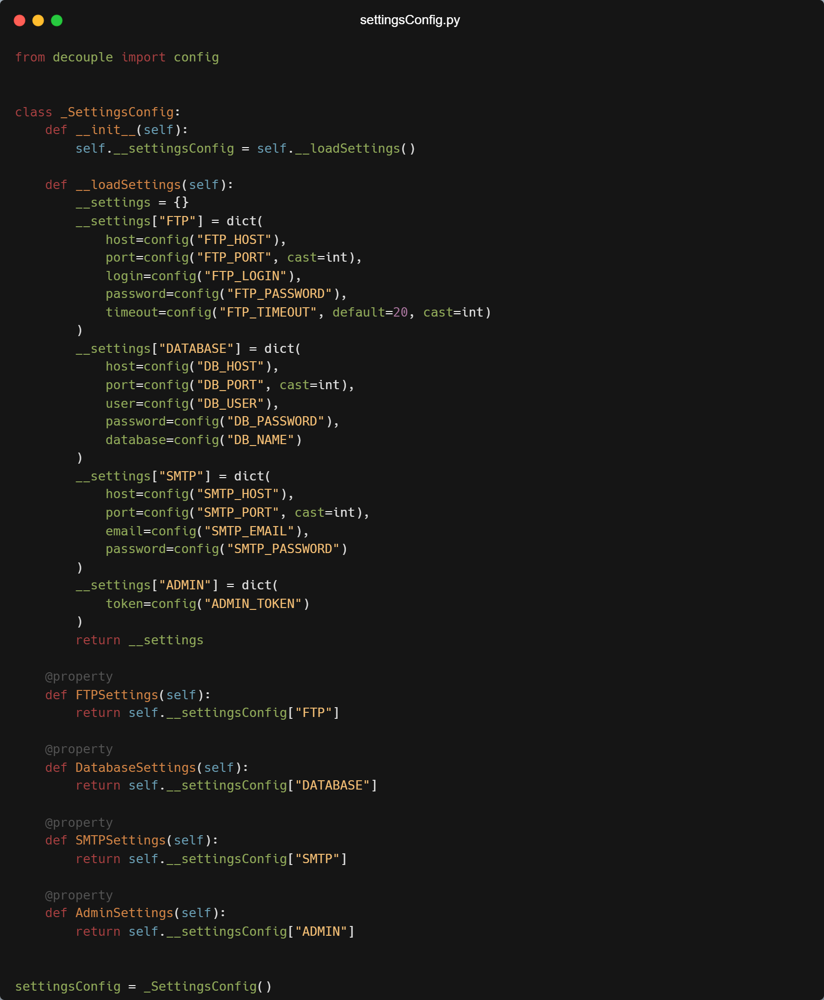 settingsConfig.py
from decouple import config
class _SettingsConfig:
    def __init__(self):
        self.__settingsConfig = self.__loadSettings()
    def __loadSettings(self):
        __settings = {}
        __settings["FTP"] = dict(
            host=config("FTP_HOST"),
            port=config("FTP_PORT", cast=int),
            login=config("FTP_LOGIN"),
            password=config("FTP_PASSWORD"),
            timeout=config("FTP_TIMEOUT", default=20, cast=int)
        )
        __settings["DATABASE"] = dict(
            host=config("DB_HOST"),
            port=config("DB_PORT", cast=int),
            user=config("DB_USER"),
            password=config("DB_PASSWORD"),
            database=config("DB_NAME")
        )
        __settings["SMTP"] = dict(
            host=config("SMTP_HOST"),
            port=config("SMTP_PORT", cast=int),
            email=config("SMTP_EMAIL"),
            password=config("SMTP_PASSWORD")
        )
        __settings["ADMIN"] = dict(
            token=config("ADMIN_TOKEN")
        )
        return __settings
    @property
    def FTPSettings(self):
        return self.__settingsConfig["FTP"]
    @property
    def DatabaseSettings(self):
        return self.__settingsConfig["DATABASE"]
    @property
    def SMTPSettings(self):
        return self.__settingsConfig["SMTP"]
    @property
    def AdminSettings(self):
        return self.__settingsConfig["ADMIN"]
settingsConfig = _SettingsConfig()